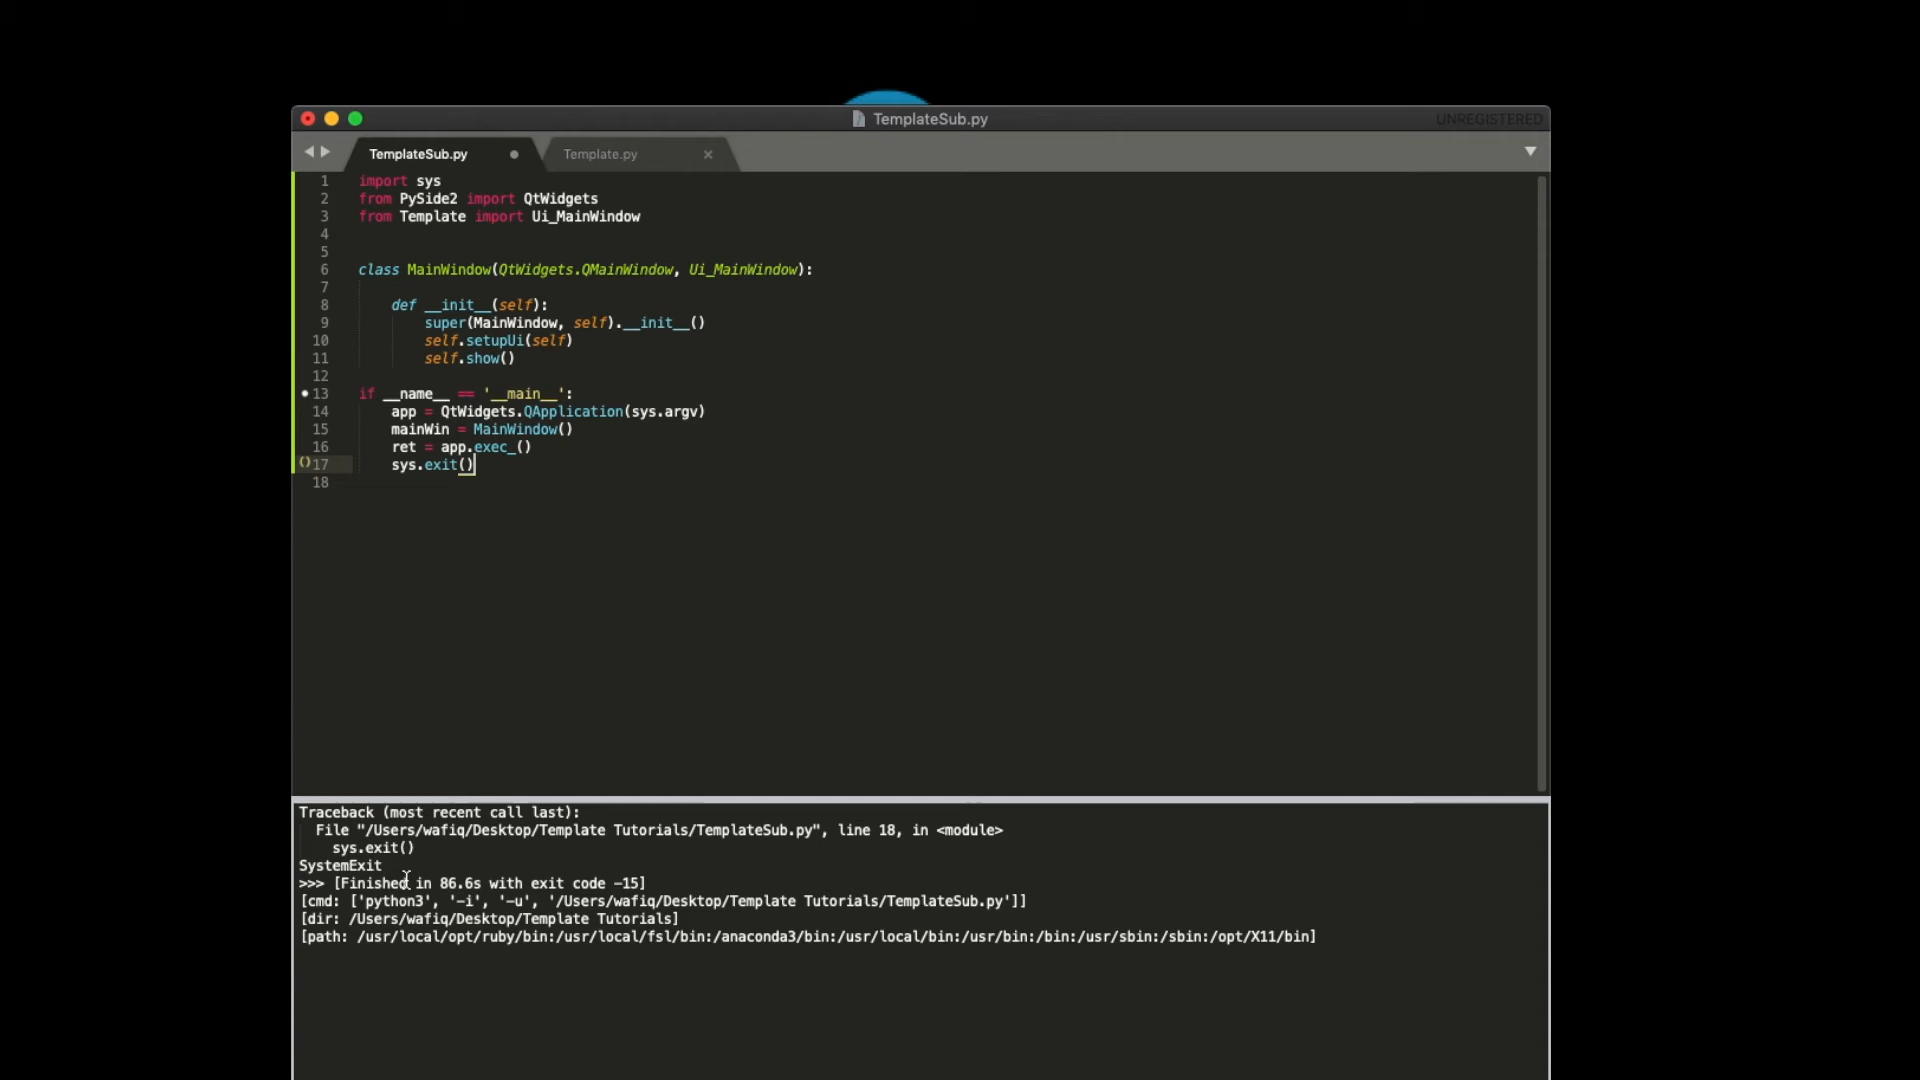 TemplateSub.py
UNREGISTERED
TemplateSub.py
Template.py
1 import sys
2 from PySide2 import QtWidgets
3 from Template import Ui_MainWindow
4
5
6 class MainWindow(QtWidgets.QMainWindow, Ui_MainWindow):
7
8 def __init__(self):
9 super(MainWindow, self).__init__()
10 self.setupUi(self)
11 self.show()
12
13 if __name__ == '__main__':
14 app = QtWidgets.QApplication(sys.argv)
15 mainWin = MainWindow()
16 ret = app.exec_()
17 sys.exit()
18
Traceback (most recent call last):
File "/Users/wafiq/Desktop/Template Tutorials/TemplateSub.py", line 18, in <module>
sys.exit()
SystemExit
>>> [Finished in 86.6s with exit code -15]
[cmd: ['python3', '-i', '-u', '/Users/wafiq/Desktop/Template Tutorials/TemplateSub.py']]
[dir: /Users/wafiq/Desktop/Template Tutorials]
[path: /usr/local/opt/ruby/bin:/usr/local/fsl/bin:/anaconda3/bin:/usr/local/bin:/usr/bin:/bin:/usr/sbin:/sbin:/opt/X11/bin]